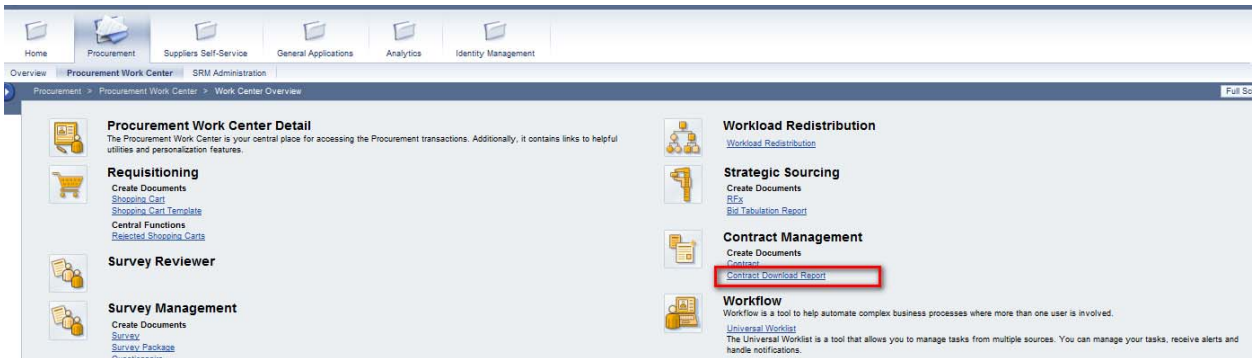 Home
Procurement
Suppliers Self-Service
General Applications
Analytics
Identity Management
Overview
Procurement Work Center
SRM Administration
Procurement > Procurement Work Center > Work Center Overview
Full Sc
Procurement Work Center Detail
The Procurement Work Center is your central place for accessing the Procurement transactions. Additionally, it contains links to helpful
utilities and personalization features.
Requisitioning
Create Documents
Shopping Cart
Shopping Cart Template
Central Functions
Rejected Shopping Carts
Survey Reviewer
Survey Management
Create Documents
Survey
Survey Package
Workload Redistribution
Workload Redistribution
Strategic Sourcing
Create Documents
RFx
Bid Tabulation Report
Contract Management
Create Documents
Contract
Contract Download Report
Workflow
Workflow is a tool to help automate complex business processes where more than one user is involved.
Universal Worklist
The Universal Worklist is a tool that allows you to manage tasks from multiple sources. You can manage your tasks, receive alerts and
handle notifications.